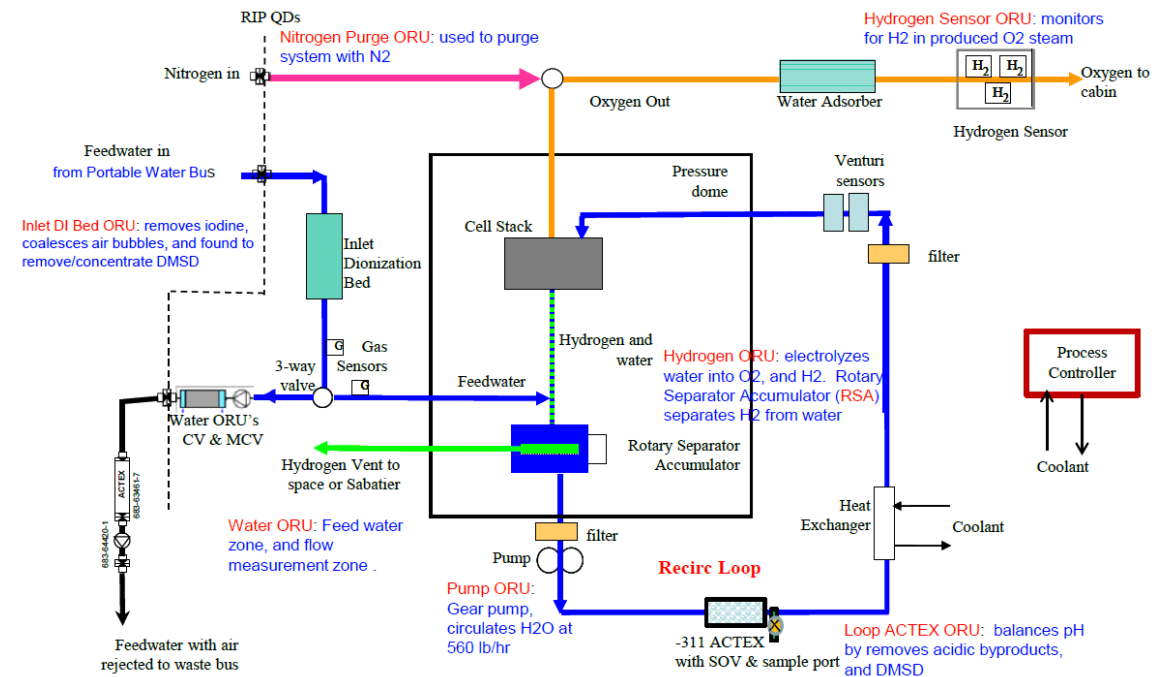 RIP QDs
Nitrogen Purge ORU: used to purge
system with N2
Hydrogen Sensor ORU: monitors
for H2 in produced O2 steam
Nitrogen in
H2 H2
H2
Oxygen to
cabin
Oxygen Out
Water Adsorber
Hydrogen Sensor
Feedwater in
from Portable Water Bus
Pressure
dome
Venturi
sensors
Inlet DI Bed ORU: removes iodine,
coalesces air bubbles, and found to
remove/concentrate DMSD
Inlet
Dionization
Bed
Cell Stack
filter
G
Gas
Sensors
G
3-way
valve
Feedwater
Hydrogen and
water
Hydrogen ORU: electrolyzes
water into O2, and H2. Rotary
Separator Accumulator (RSA)
separates H2 from water
Process
Controller
Coolant
Water ORU's
CV & MCV
Hydrogen Vent to
space or Sabatier
Rotary Separator
Accumulator
ACTEX
683-63461-7
683-64420-1
Water ORU: Feed water
zone, and flow
measurement zone .
filter
Pump
Heat
Exchanger
Coolant
Recirc Loop
Pump ORU:
Gear pump,
circulates H2O at
560 lb/hr
-311 ACTEX
with SOV & sample port
Loop ACTEX ORU: balances pH
by removes acidic byproducts,
and DMSD
Feedwater with air
rejected to waste bus